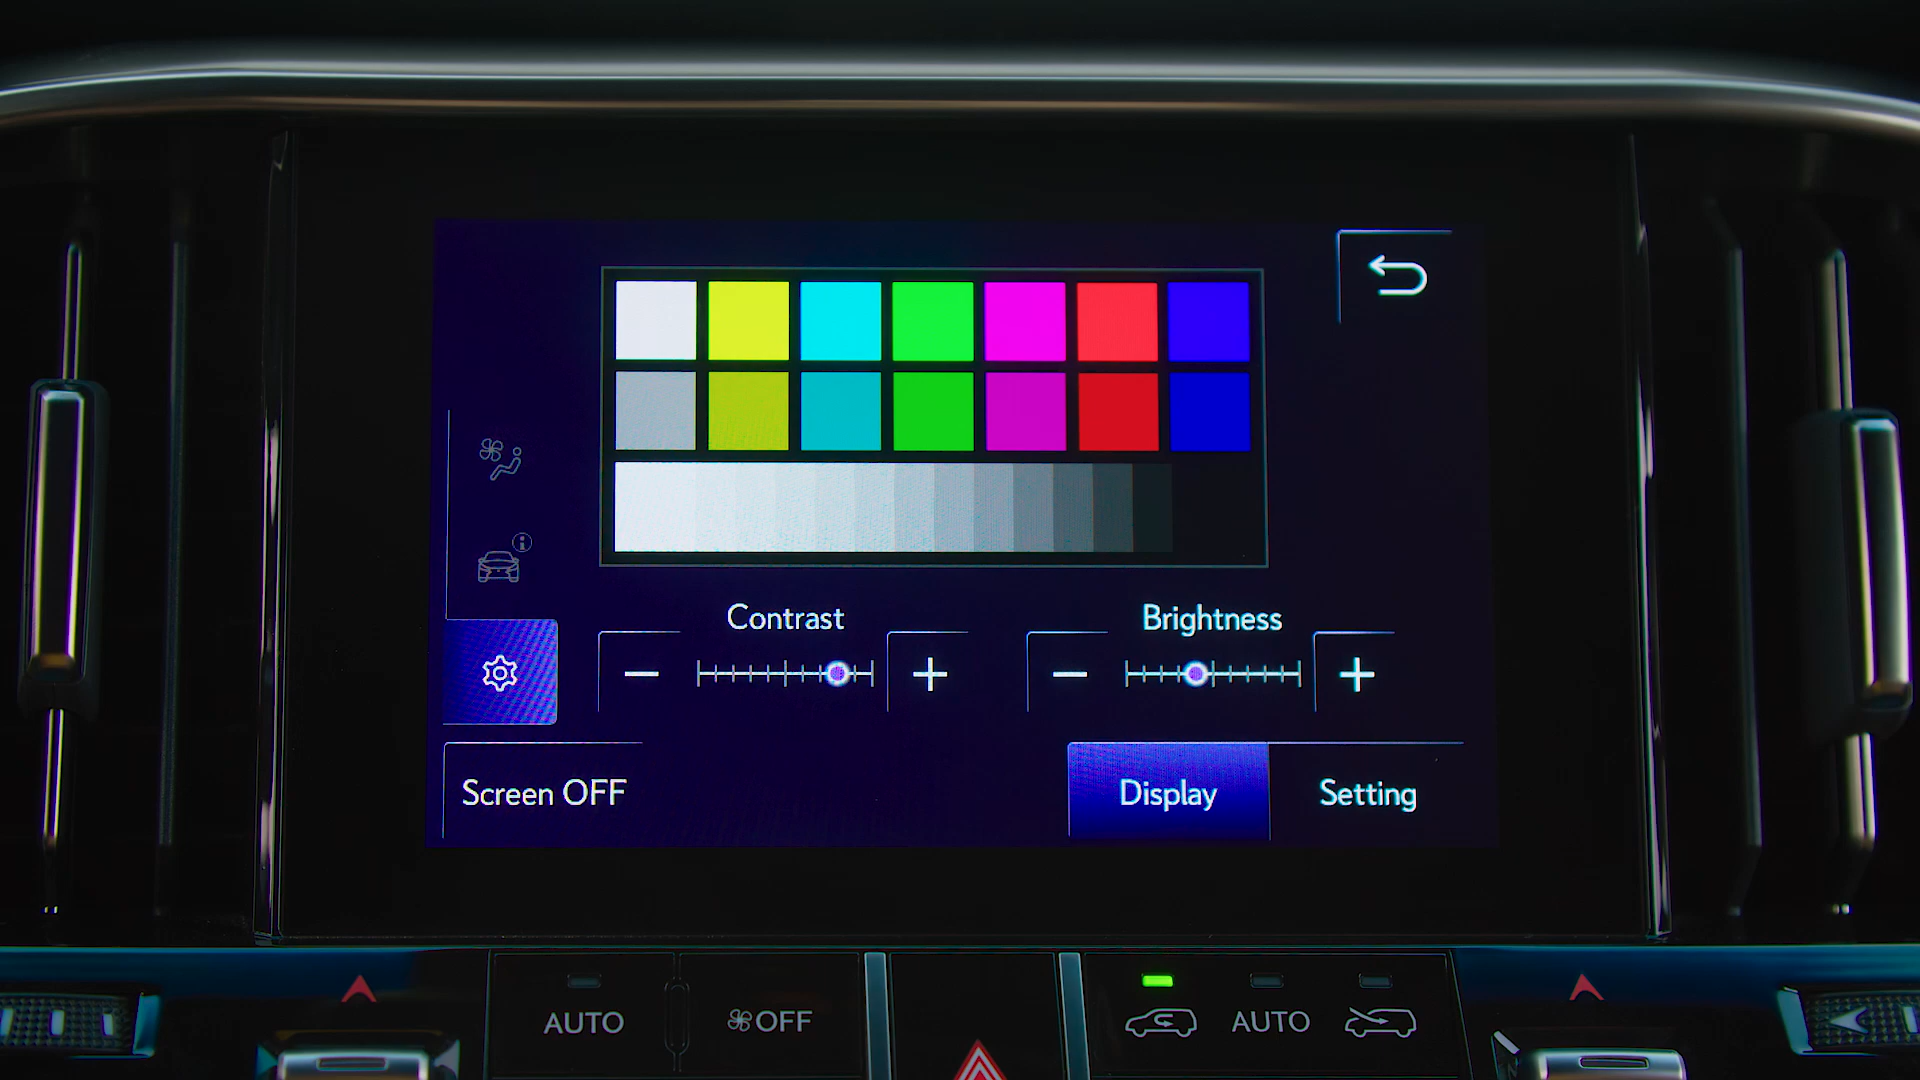 Contrast
Brightness
Screen OFF
Display
Setting
AUTO
OFF
AUTO